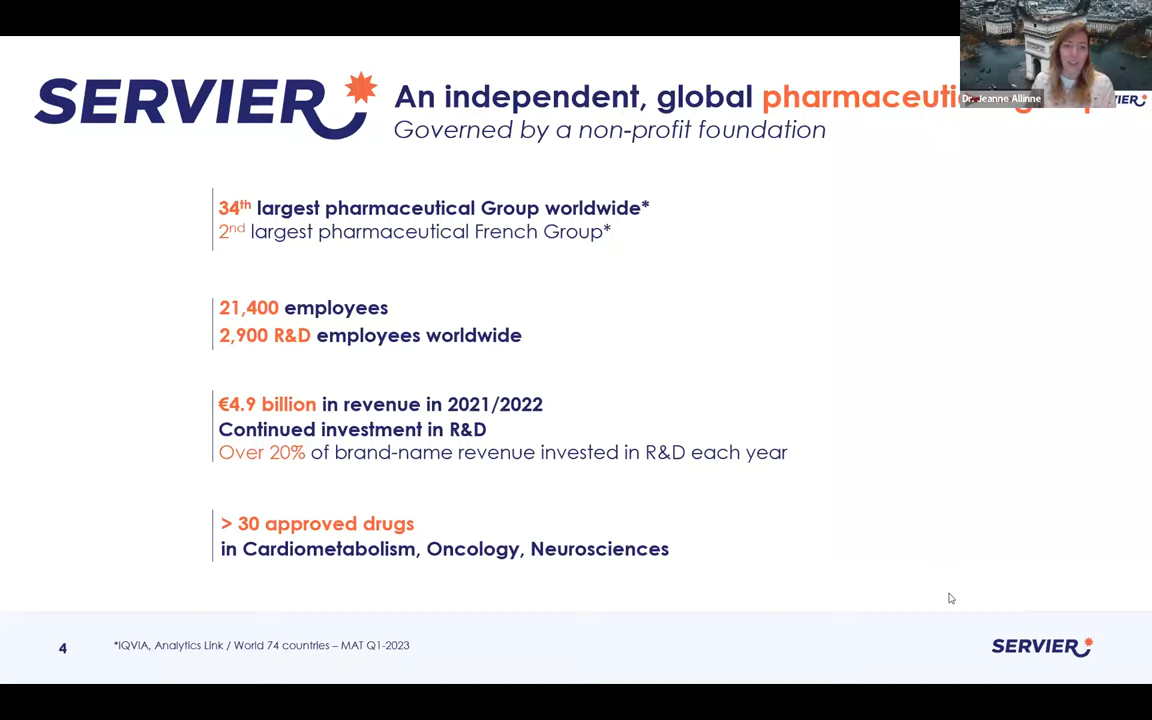 SERVIER
An independent, global
Governed by a non-profit foundation
Dr. Jeanne Allinne
34th largest pharmaceutical Group worldwide*
2nd largest pharmaceutical French Group*
21,400 employees
2,900 R&D employees worldwide
€4.9 billion in revenue in 2021/2022
Continued investment in R&D
Over 20% of brand-name revenue invested in R&D each year
> 30 approved drugs
in Cardiometabolism, Oncology, Neurosciences
4
*IQVIA, Analytics Link / World 74 countries – MAT Q1-2023
SERVIER